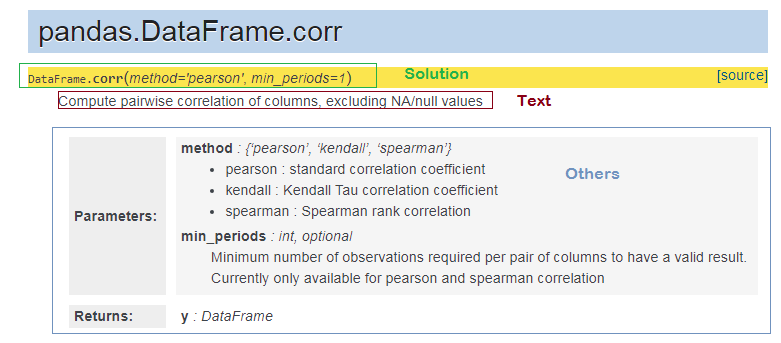 pandas.DataFrame.corr
DataFrame.corr(method='pearson', min_periods=1) Solution [source]
Compute pairwise correlation of columns, excluding NA/null values Text
method : {‘pearson’, ‘kendall’, ‘spearman’}
• pearson : standard correlation coefficient Others
• kendall : Kendall Tau correlation coefficient
• spearman : Spearman rank correlation
Parameters:
min_periods : int, optional
Minimum number of observations required per pair of columns to have a valid result.
Currently only available for pearson and spearman correlation
Returns: y : DataFrame